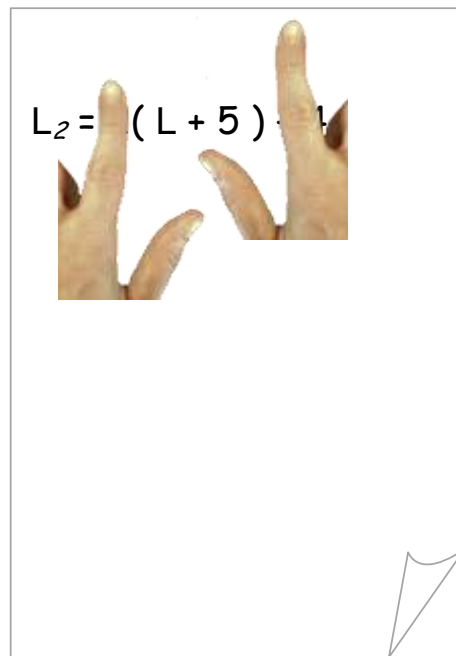 L₂ = ( L + 5 )